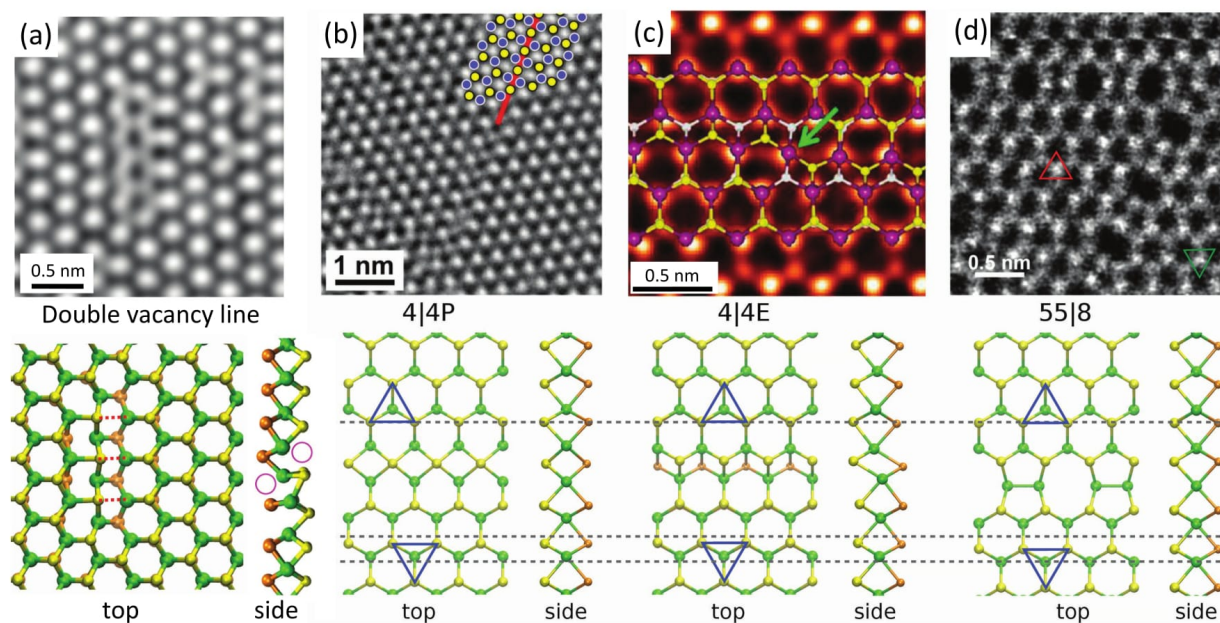 (a)
(b)
(c)
(d)
0.5 nm
1 nm
0.5 nm
0.5 nm
Double vacancy line
4|4P
4|4E
55|8
top
side
top
side
top
side
top
side